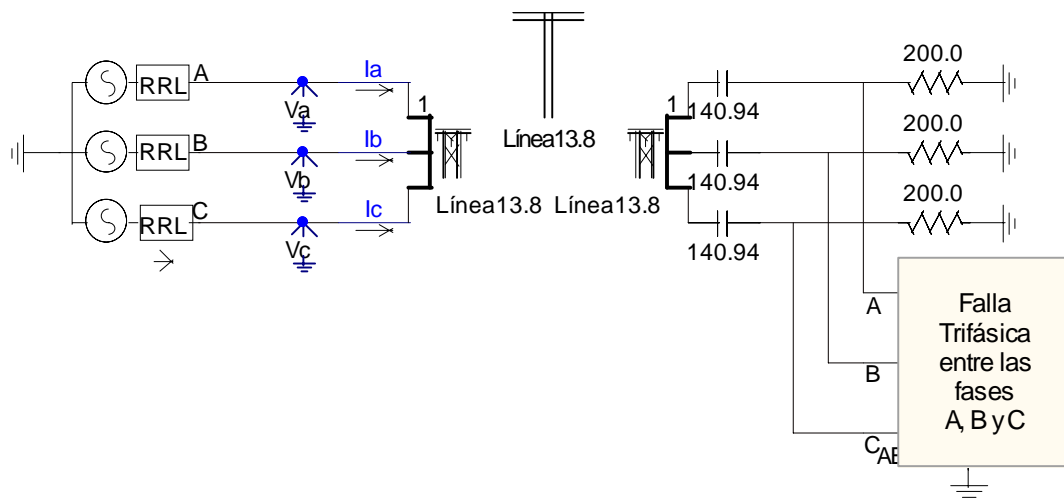 RRL
A
Va
Ia
1
RRL
B
Vb
Ib
RRL
C
Vc
Ic
Línea13.8
Línea13.8
Línea13.8
1
140.94
140.94
140.94
200.0
200.0
200.0
A
B
C
AB
Falla
Trifásica
entre las
fases
A, B y C